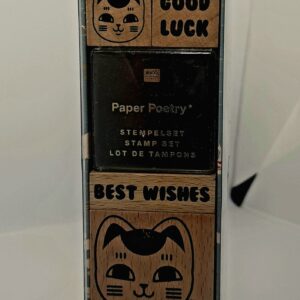 GOOD
LUCK
Paper Poetry*
STEMPELSET
STAMP SET
LOT DE TAMPONS
BEST WISHES